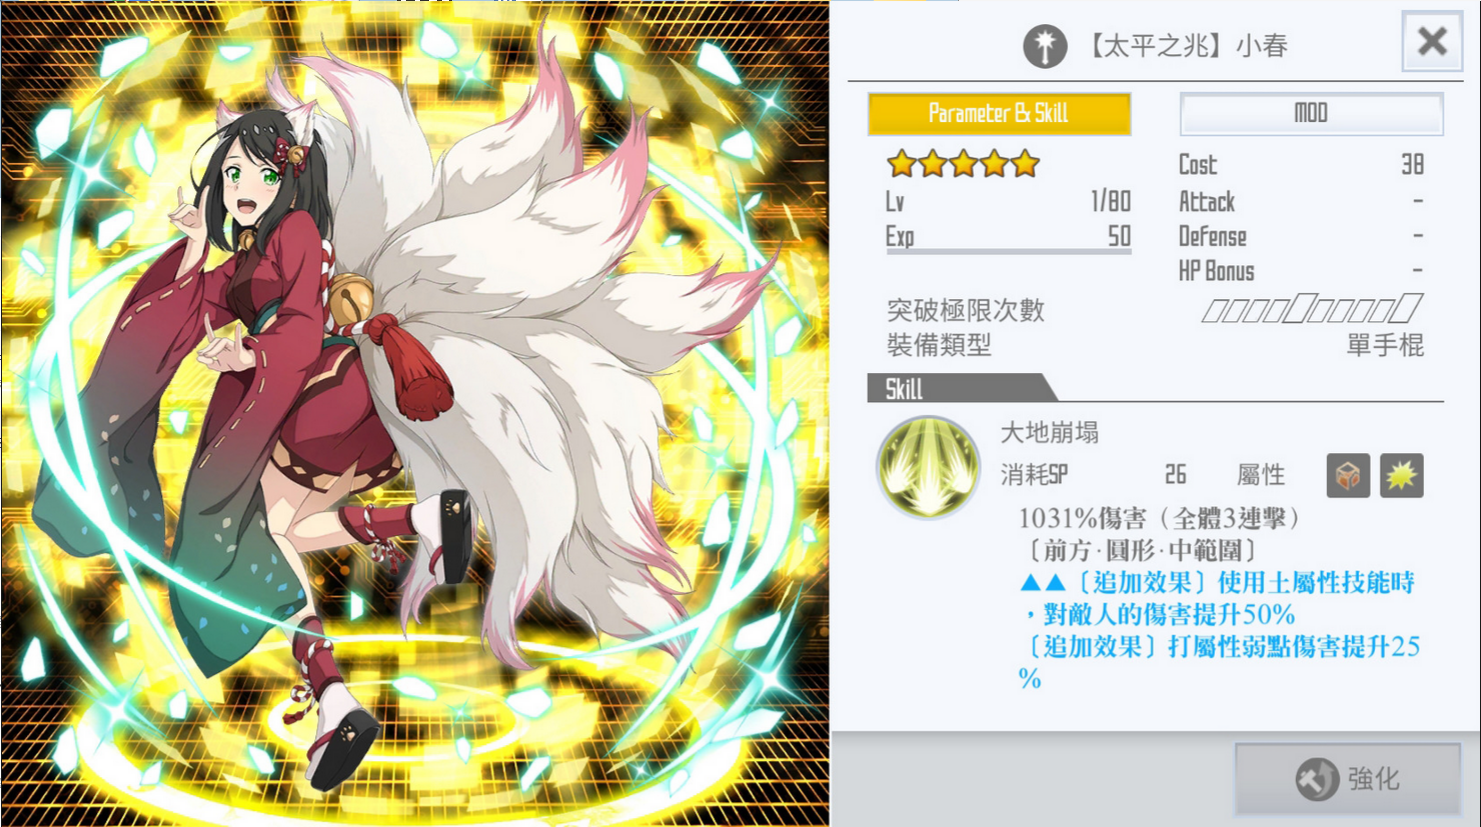 【太平之兆】小春
Parameter & Skill
MOD
Cost 38
Lv 1/80
Attack -
Exp 50
Defense -
HP Bonus -
突破極限次數
裝備類型 單手棍
Skill
大地崩塌
消耗SP 26 屬性
1031%傷害（全體3連擊）
〔前方·圓形·中範圍〕
▲▲〔追加效果〕使用土屬性技能時
，對敵人的傷害提升50%
〔追加效果〕打屬性弱點傷害提升25
%
強化